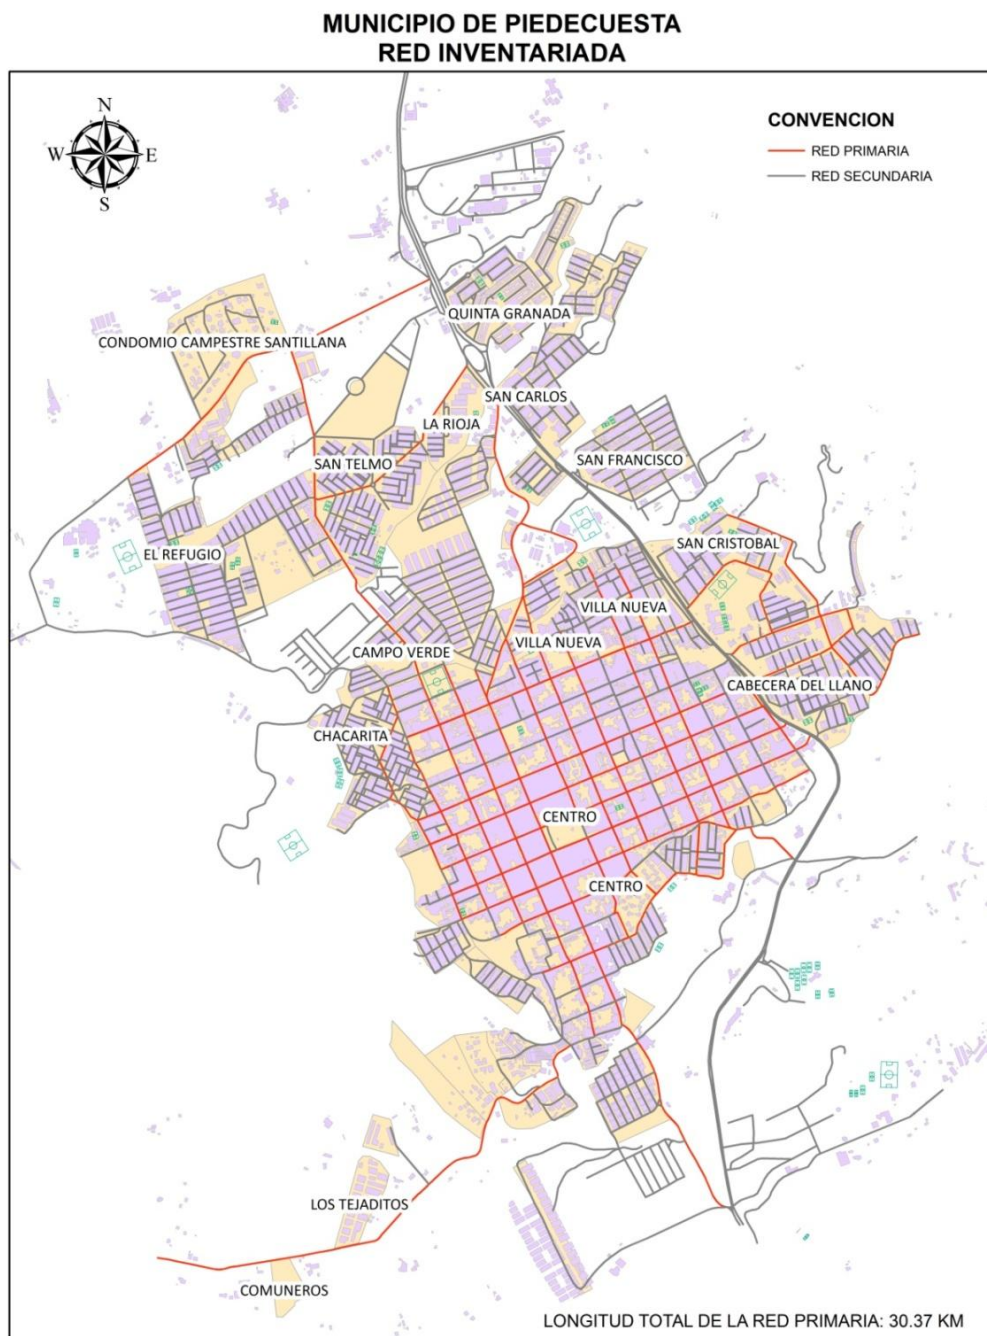 MUNICIPIO DE PIEDECUESTA
RED INVENTARIADA
N
W E
S
CONVENCION
RED PRIMARIA
RED SECUNDARIA
QUINTA GRANADA
CONDOMIO CAMPESTRE SANTILLANA
SAN CARLOS
LA RIOJA
SAN TELMO
SAN FRANCISCO
SAN CRISTOBAL
EL REFUGIO
VILLA NUEVA
VILLA NUEVA
CAMPO VERDE
CABECERA DEL LLANO
CHACARITA
CENTRO
CENTRO
LOS TEJADITOS
COMUNEROS
LONGITUD TOTAL DE LA RED PRIMARIA: 30.37 KM